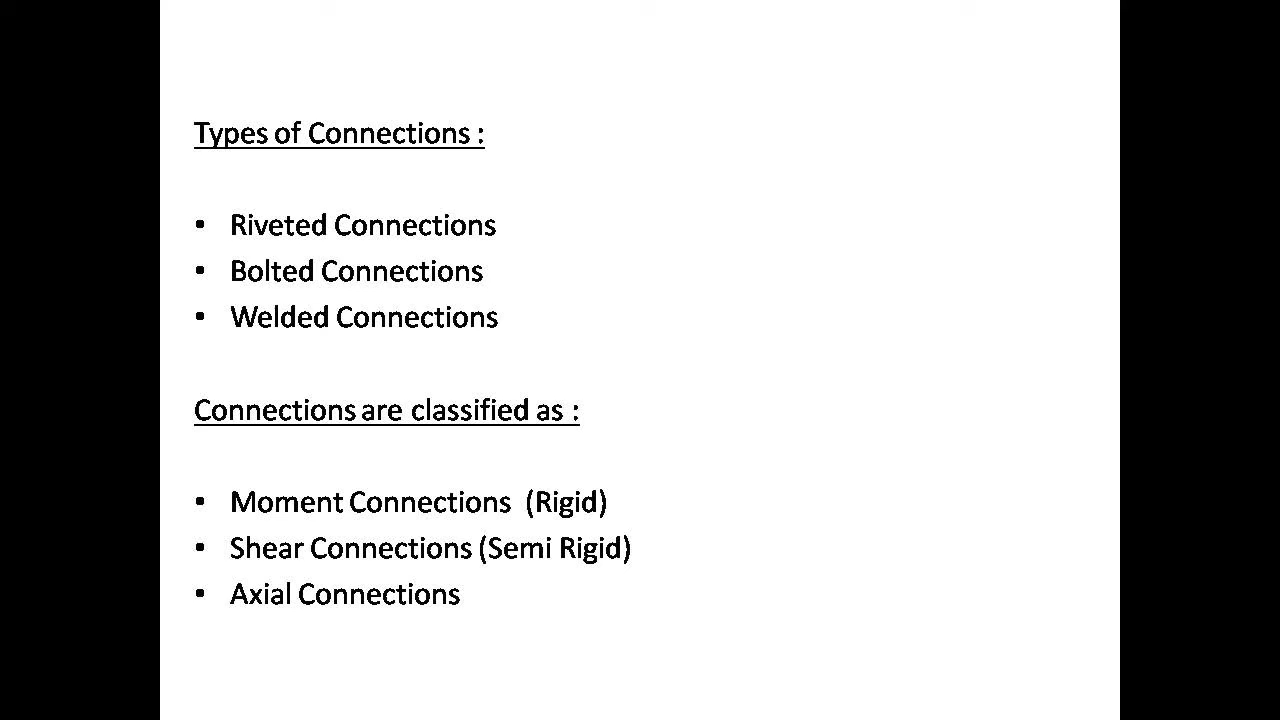 Types of Connections :
• Riveted Connections
• Bolted Connections
• Welded Connections
Connections are classified as :
• Moment Connections  (Rigid)
• Shear Connections (Semi Rigid)
• Axial Connections